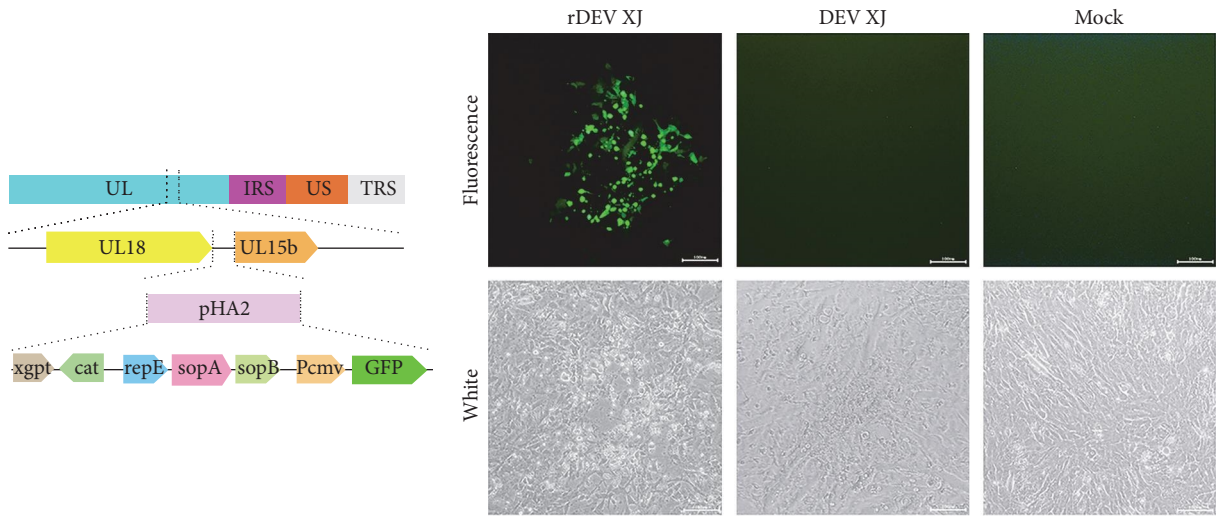 rDEV XJ DEV XJ Mock
Fluorescence
White
UL IRS US TRS
UL18 UL15b
pHA2
xgpt cat repE sopA sopB Pcmv GFP